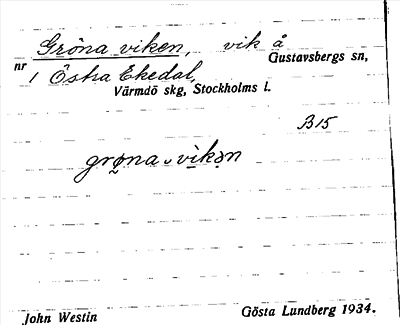 Gröna viken, vik å
Gustavsbergs sn,
nr 1 Östra Ekedal,
Värmdö skg, Stockholms l.
B15
grøna vikən
John Westin
Gösta Lundberg 1934.